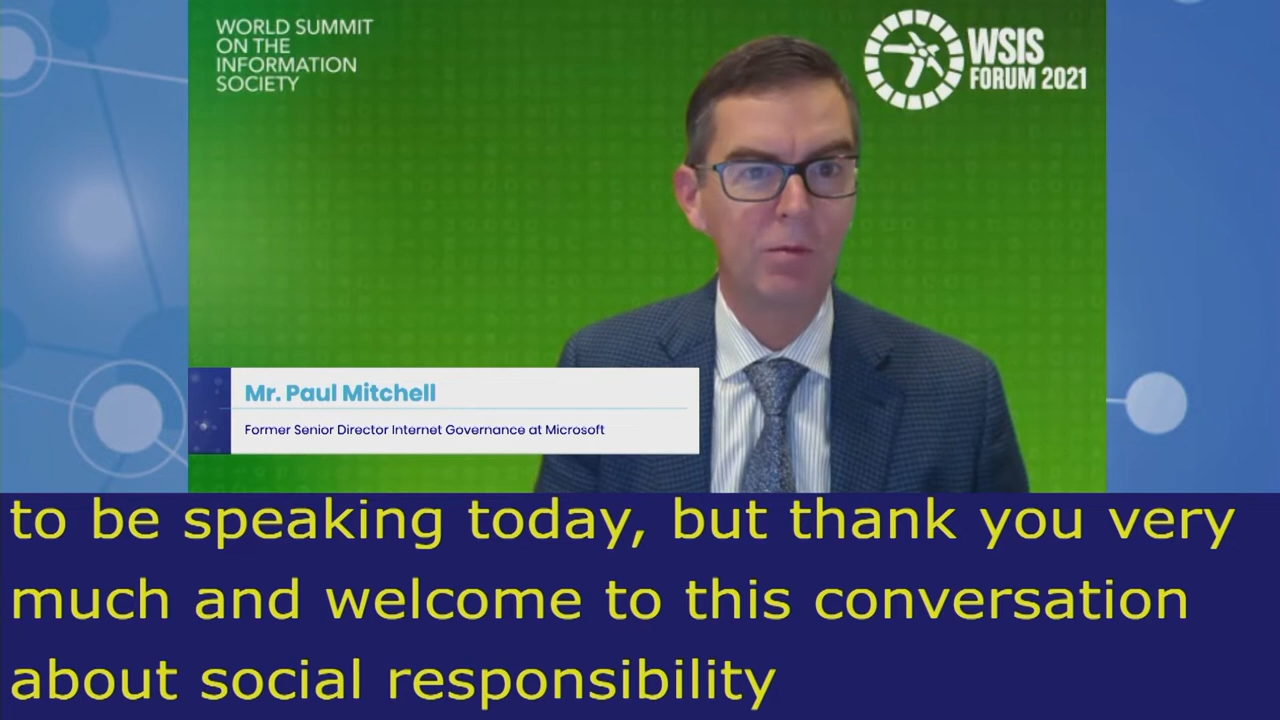 WORLD SUMMIT
ON THE
INFORMATION
SOCIETY
WSIS
FORUM 2021
Mr. Paul Mitchell
Former Senior Director Internet Governance at Microsoft
to be speaking today, but thank you very
much and welcome to this conversation
about social responsibility